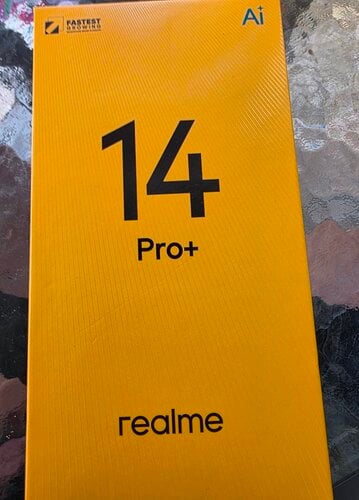 FASTEST
GROWING
Ai
14
Pro+
realme